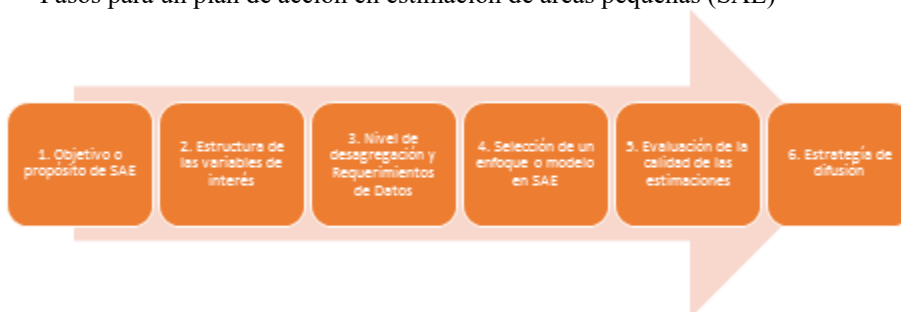 Pasos para un plan de acción en estimación de áreas pequeñas (SAE)
1. Objetivo o
propósito de SAE
2. Estructura de
las variables de
interés
3. Nivel de
desagregación y
Requerimientos
de Datos
4. Selección de un
enfoque o modelo
en SAE
5. Evaluación de la
calidad de las
estimaciones
6. Estrategia de
difusión